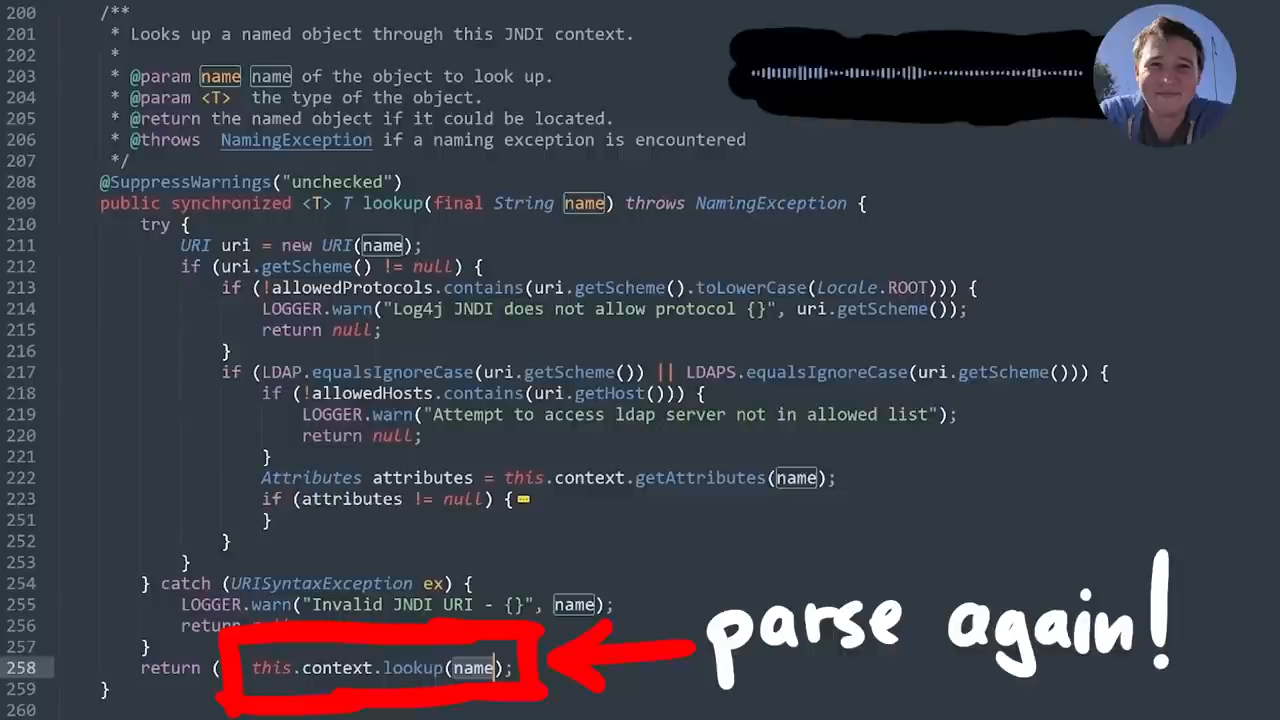 200 /**
201 * Looks up a named object through this JNDI context.
202 *
203 * @param name name of the object to look up.
204 * @param <T> the type of the object.
205 * @return the named object if it could be located.
206 * @throws NamingException if a naming exception is encountered
207 */
208 @SuppressWarnings("unchecked")
209 public synchronized <T> T lookup(final String name) throws NamingException {
210 try {
211 URI uri = new URI(name);
212 if (uri.getScheme() != null) {
213 if (!allowedProtocols.contains(uri.getScheme().toLowerCase(Locale.ROOT))) {
214 LOGGER.warn("Log4j JNDI does not allow protocol {}", uri.getScheme());
215 return null;
216 }
217 if (LDAP.equalsIgnoreCase(uri.getScheme()) || LDAPS.equalsIgnoreCase(uri.getScheme())) {
218 if (!allowedHosts.contains(uri.getHost())) {
219 LOGGER.warn("Attempt to access ldap server not in allowed list");
220 return null;
221 }
222 Attributes attributes = this.context.getAttributes(name);
223 if (attributes != null) {
251 }
252 }
253 }
254 } catch (URISyntaxException ex) {
255 LOGGER.warn("Invalid JNDI URI - {}", name);
256
257 }
258 return ( this.context.lookup(name);
259 }
260
parse again!